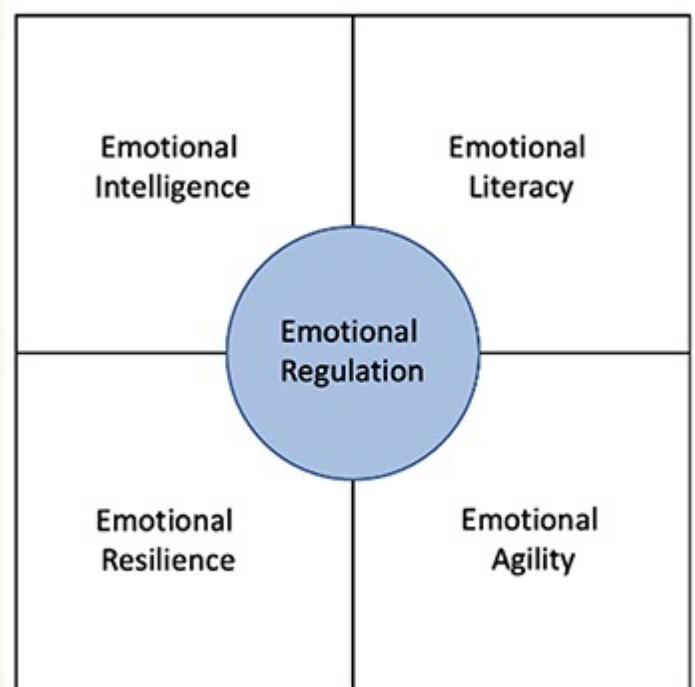 Emotional
Intelligence
Emotional
Literacy
Emotional
Regulation
Emotional
Resilience
Emotional
Agility